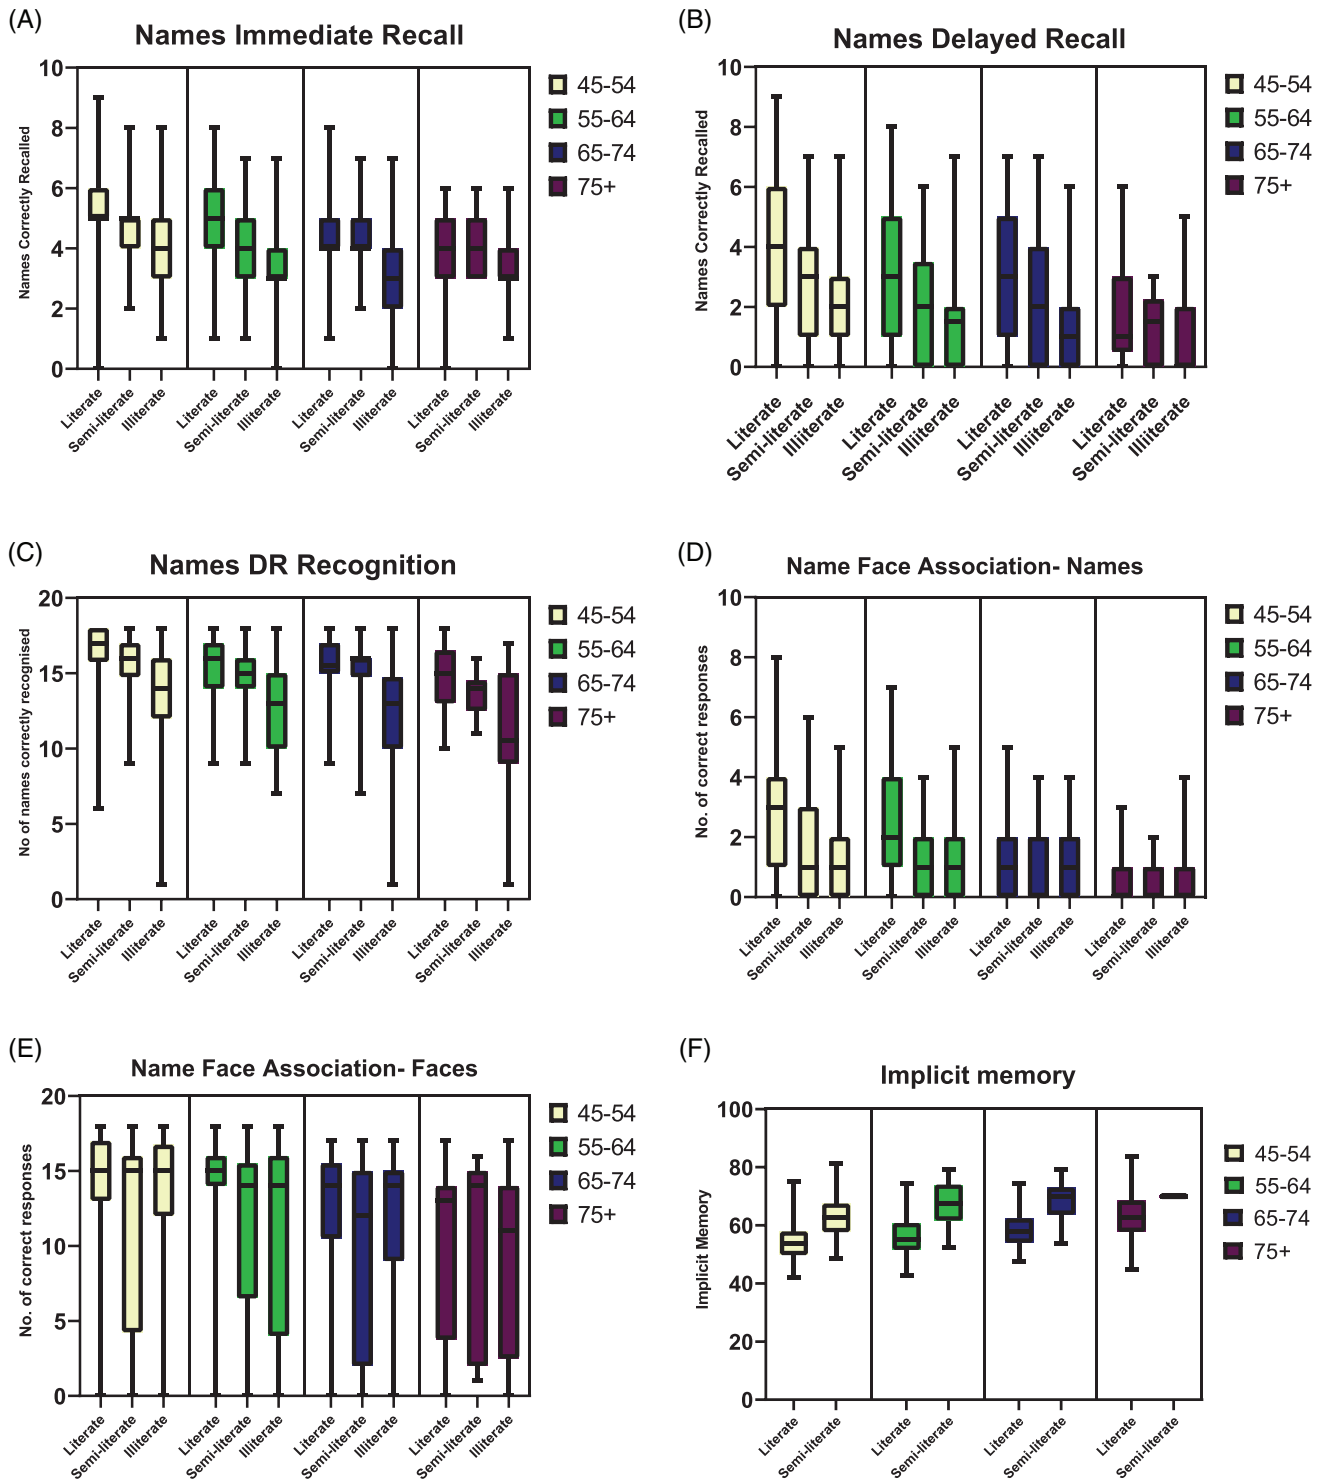 (A)
Names Immediate Recall
Names Correctly Recalled
10
8
6
4
2
0
Literate
Semi-literate
Illiterate
Literate
Semi-literate
Illiterate
Literate
Semi-literate
Illiterate
Literate
Semi-literate
Illiterate
45-54
55-64
65-74
75+
(B)
Names Delayed Recall
Names Correctly Recalled
10
8
6
4
2
0
Literate
Semi-literate
Illiterate
Literate
Semi-literate
Illiterate
Literate
Semi-literate
Illiterate
Literate
Semi-literate
Illiterate
45-54
55-64
65-74
75+
(C)
Names DR Recognition
No of names correctly recognised
20
15
10
5
0
Literate
Semi-literate
Illiterate
Literate
Semi-literate
Illiterate
Literate
Semi-literate
Illiterate
Literate
Semi-literate
Illiterate
45-54
55-64
65-74
75+
(D)
Name Face Association- Names
No. of correct responses
10
8
6
4
2
0
Literate
Semi-literate
Illiterate
Literate
Semi-literate
Illiterate
Literate
Semi-literate
Illiterate
Literate
Semi-literate
Illiterate
45-54
55-64
65-74
75+
(E)
Name Face Association- Faces
No. of correct responses
20
15
10
5
0
Literate
Semi-literate
Illiterate
Literate
Semi-literate
Illiterate
Literate
Semi-literate
Illiterate
Literate
Semi-literate
Illiterate
45-54
55-64
65-74
75+
(F)
Implicit memory
Implicit Memory
100
80
60
40
20
0
Literate
Semi-literate
Literate
Semi-literate
Literate
Semi-literate
Literate
Semi-literate
45-54
55-64
65-74
75+